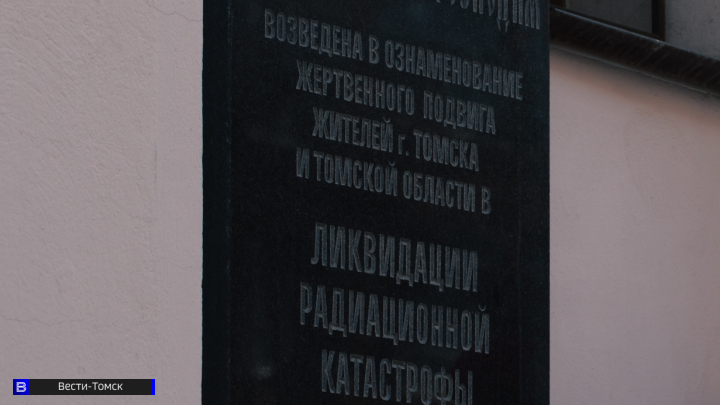 ВОЗВЕДЕНА В ОЗНАМЕНОВАНИЕ
ЖЕРТВЕННОГО ПОДВИГА
ЖИТЕЛЕЙ г. ТОМСКА
И ТОМСКОЙ ОБЛАСТИ В
ЛИКВИДАЦИИ
РАДИАЦИОННОЙ
КАТАСТРОФЫ
В Вести-Томск